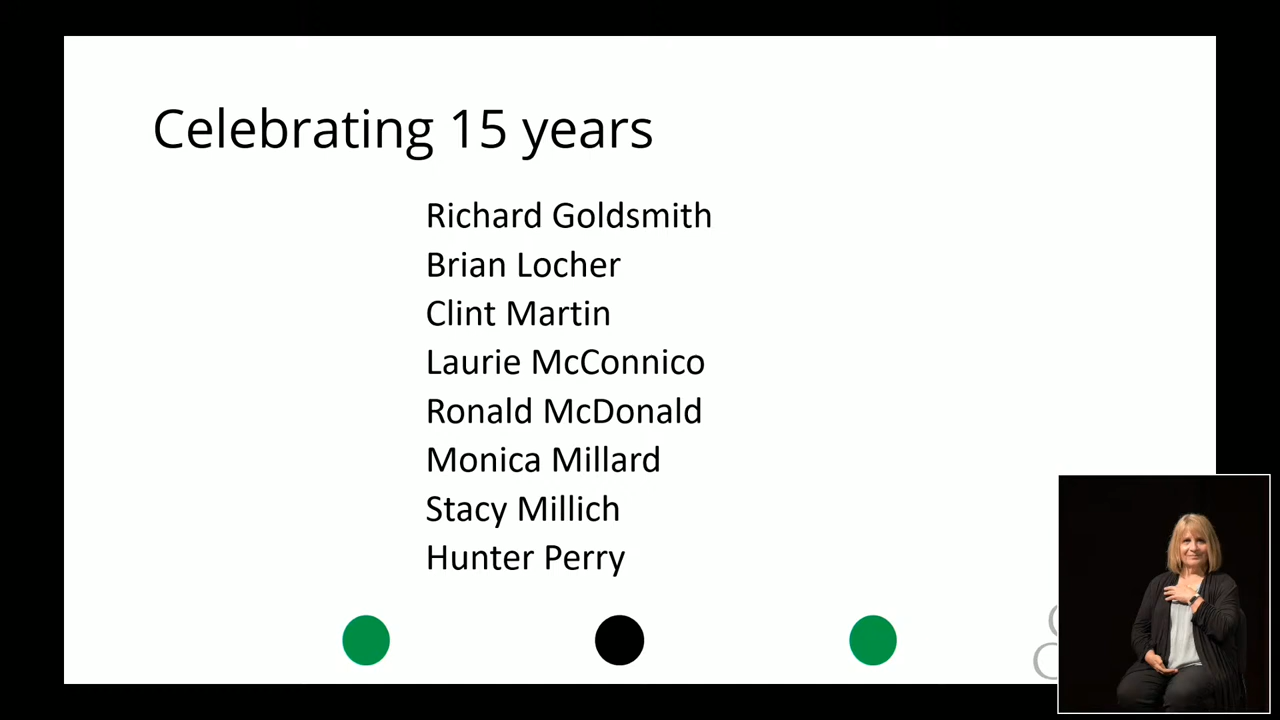 Celebrating 15 years
Richard Goldsmith
Brian Locher
Clint Martin
Laurie McConnico
Ronald McDonald
Monica Millard
Stacy Millich
Hunter Perry